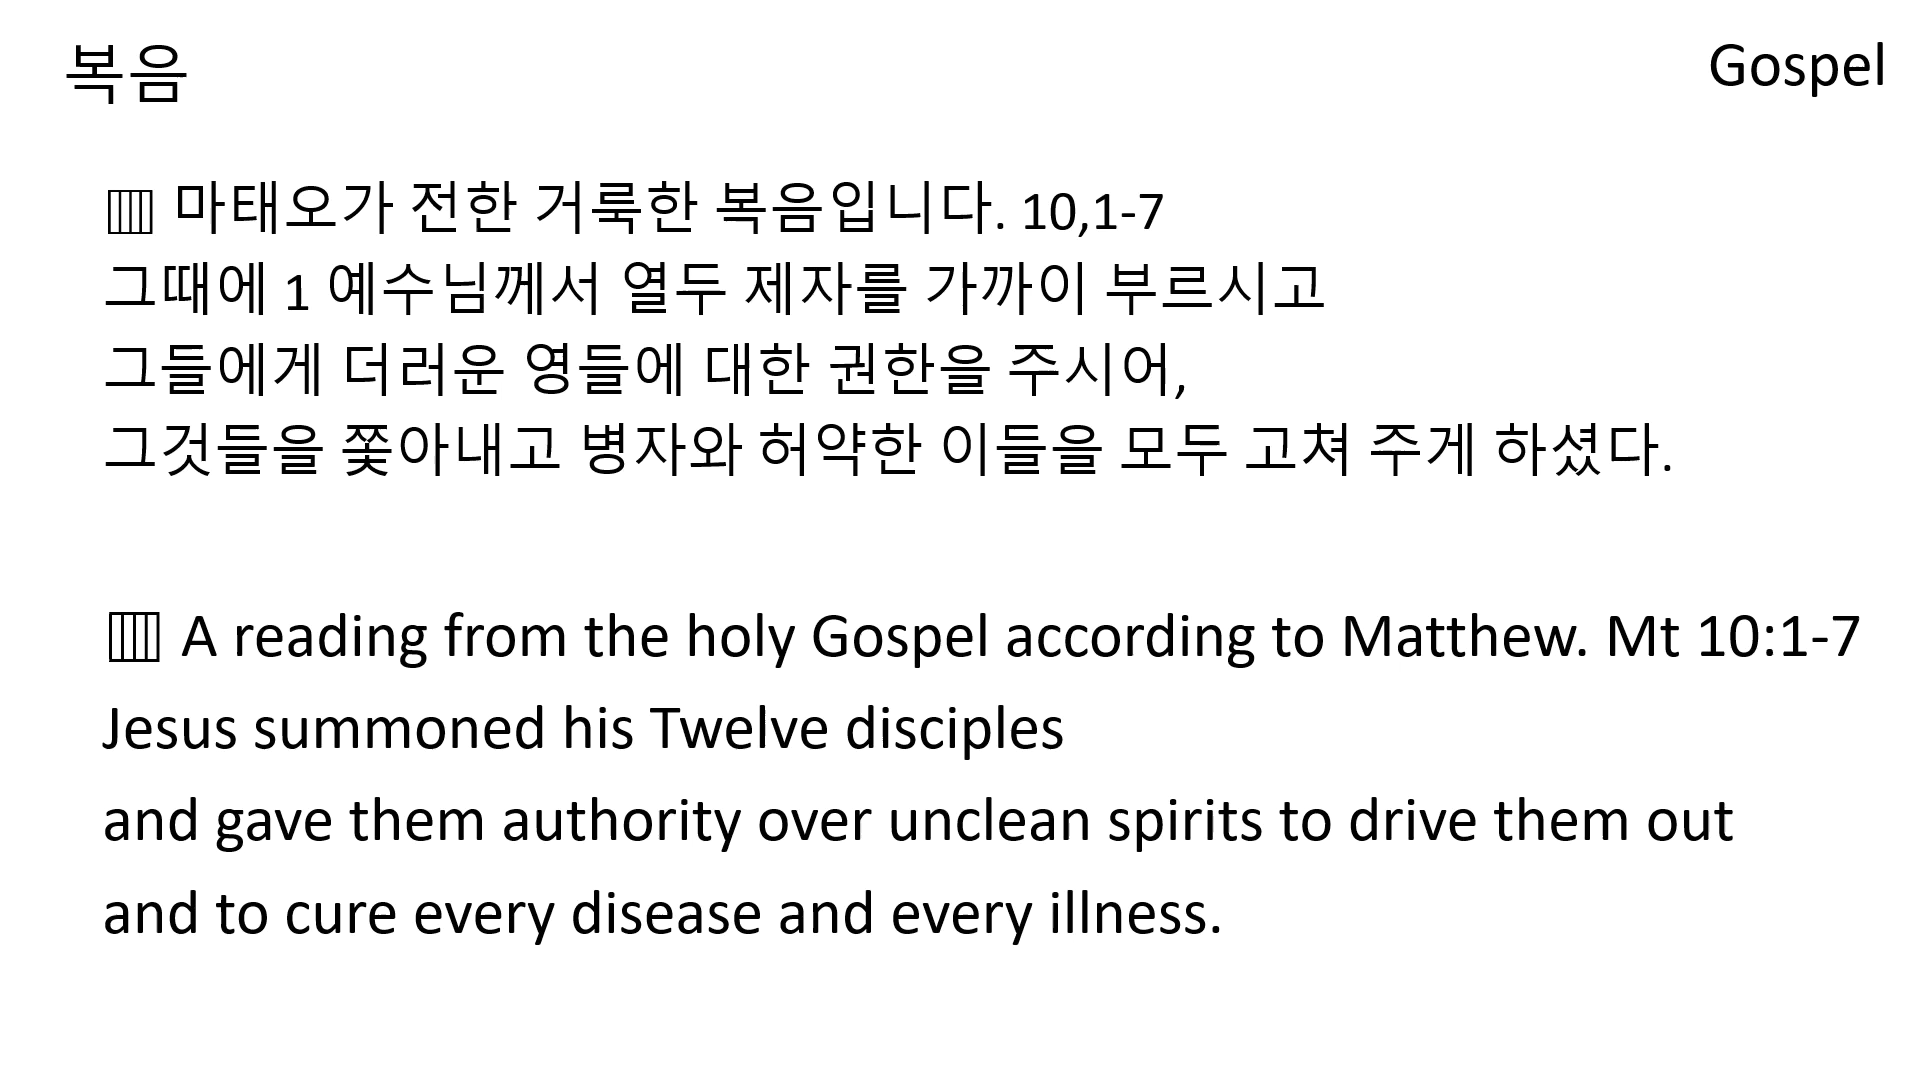 복음
Gospel
마태오가 전한 거룩한 복음입니다. 10,1-7
그때에 1 예수님께서 열두 제자를 가까이 부르시고
그들에게 더러운 영들에 대한 권한을 주시어,
그것들을 쫓아내고 병자와 허약한 이들을 모두 고쳐 주게 하셨다.
A reading from the holy Gospel according to Matthew. Mt 10:1-7
Jesus summoned his Twelve disciples
and gave them authority over unclean spirits to drive them out
and to cure every disease and every illness.